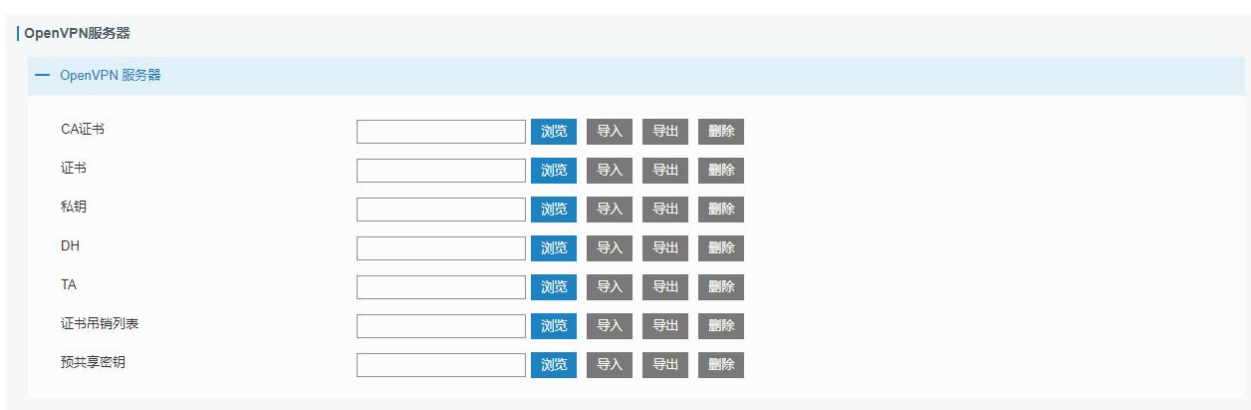 OpenVPN服务器
OpenVPN 服务器
CA证书 浏览 导入 导出 删除
证书 浏览 导入 导出 删除
私钥 浏览 导入 导出 删除
DH 浏览 导入 导出 删除
TA 浏览 导入 导出 删除
证书吊销列表 浏览 导入 导出 删除
预共享密钥 浏览 导入 导出 删除